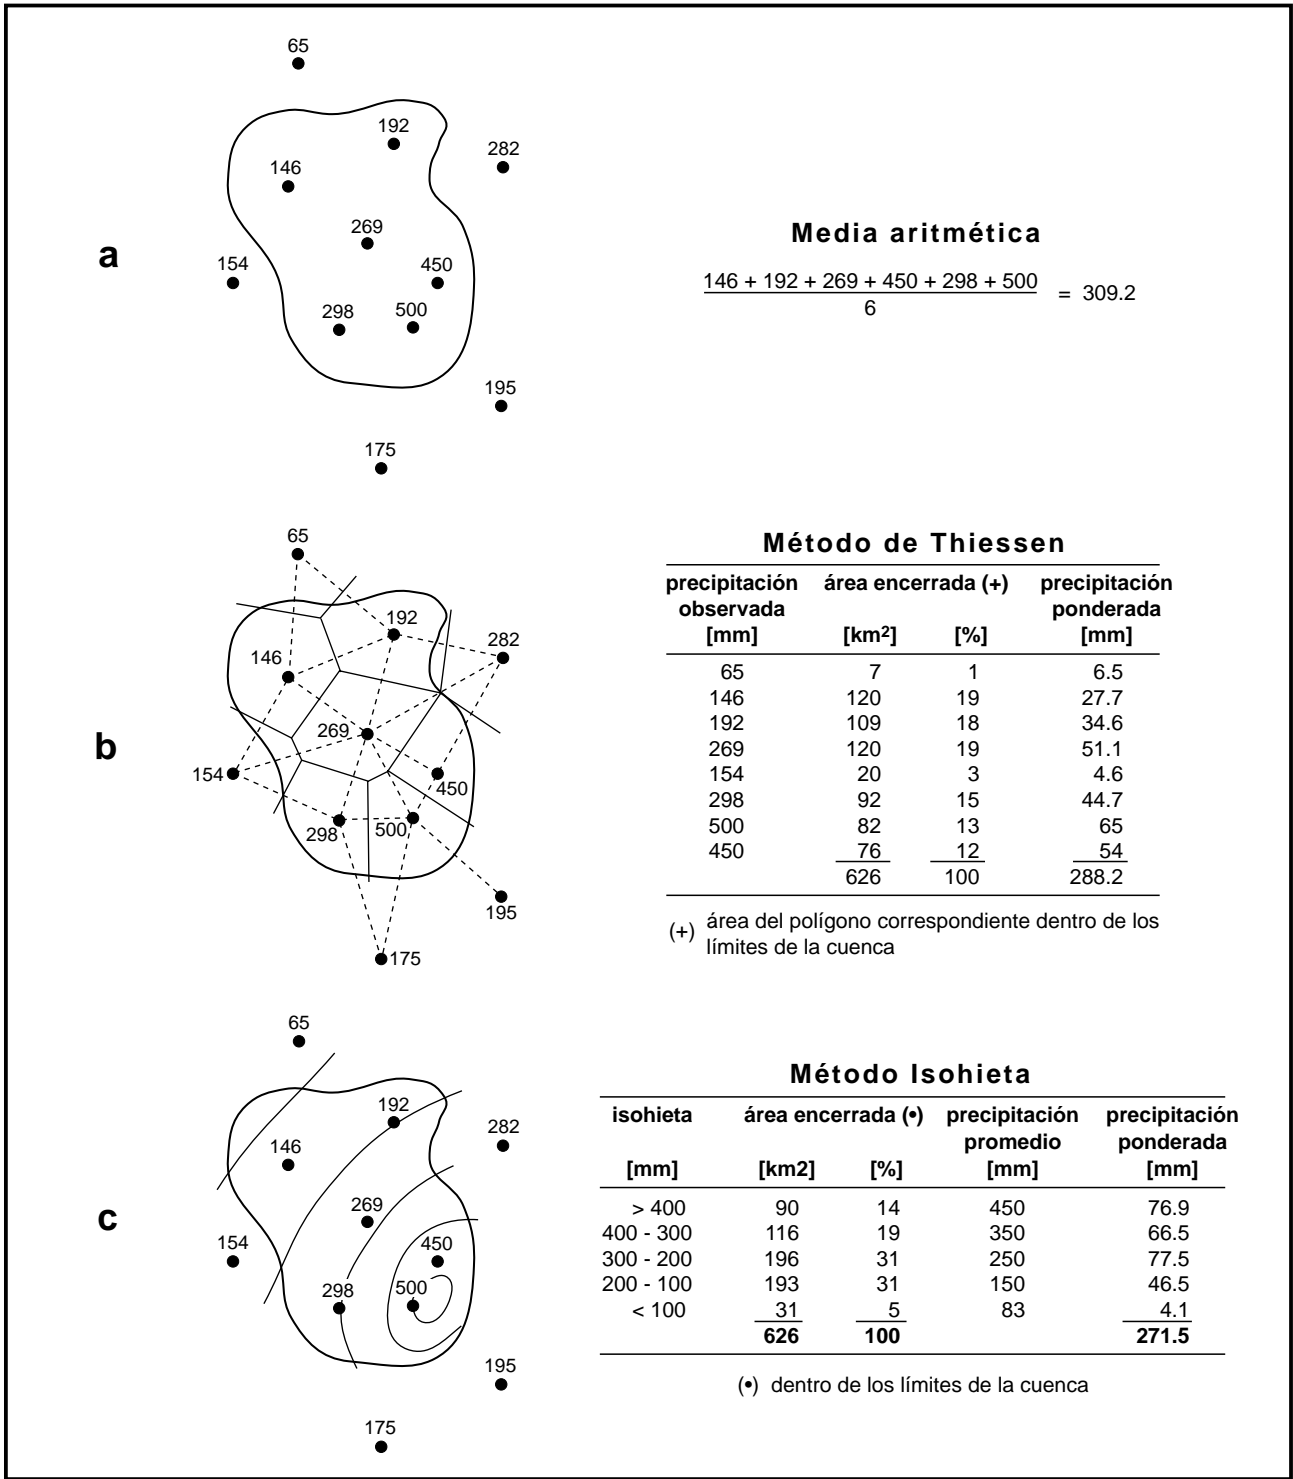 a
65
192
282
146
269
154
450
298
500
195
175
Media aritmética
146 + 192 + 269 + 450 + 298 + 500
6
= 309.2
b
65
192
282
146
269
154
450
298
500
195
175
Método de Thiessen
precipitación área encerrada (+) precipitación
observada ponderada
[mm] [km2] [%] [mm]
65 7 1 6.5
146 120 19 27.7
192 109 18 34.6
269 120 19 51.1
154 20 3 4.6
298 92 15 44.7
500 82 13 65
450 76 12 54
626 100 288.2
(+) área del polígono correspondiente dentro de los
límites de la cuenca
c
65
192
282
146
269
154
450
298
500
195
175
Método Isohieta
isohieta área encerrada (•) precipitación precipitación
promedio ponderada
[mm] [km2] [%] [mm] [mm]
> 400 90 14 450 76.9
400 - 300 116 19 350 66.5
300 - 200 196 31 250 77.5
200 - 100 193 31 150 46.5
< 100 31 5 83 4.1
626 100 271.5
(•) dentro de los límites de la cuenca